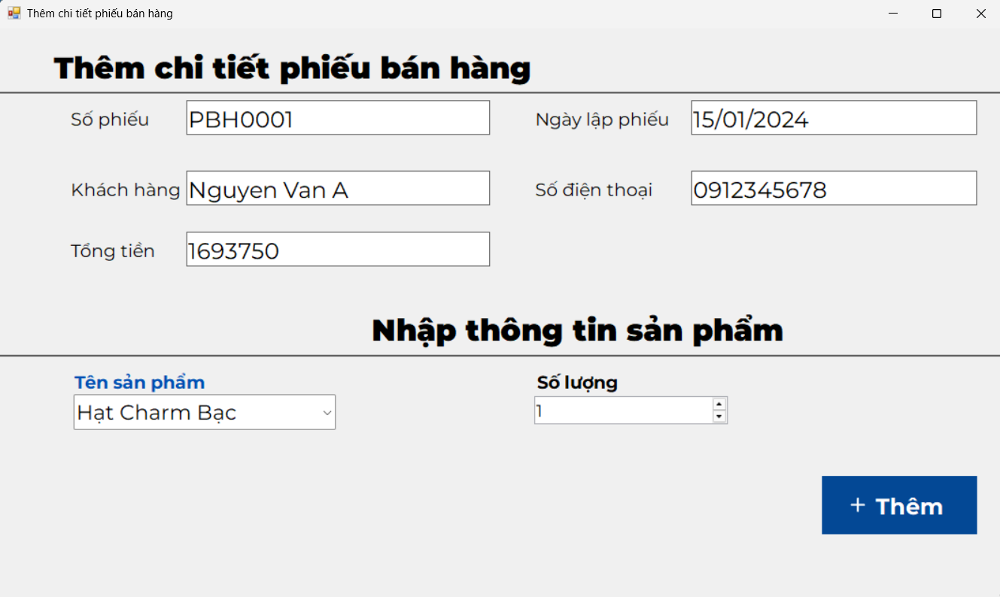 Thêm chi tiết phiếu bán hàng
Thêm chi tiết phiếu bán hàng
Số phiếu PBH0001 Ngày lập phiếu 15/01/2024
Khách hàng Nguyen Van A Số điện thoại 0912345678
Tổng tiền 1693750
Nhập thông tin sản phẩm
Tên sản phẩm Số lượng
Hạt Charm Bạc 1
+ Thêm